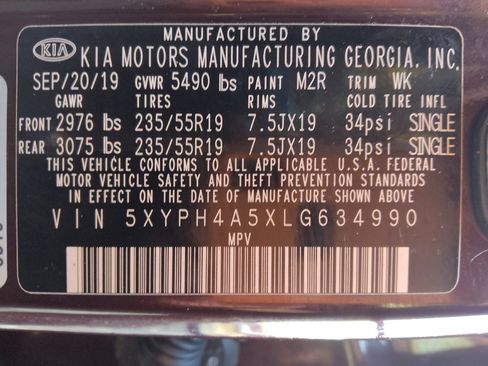 MANUFACTURED BY
KIA KIA MOTORS MANUFACTURING GEORGIA, INC.
SEP/20/19 GVWR 5490 lbs PAINT M2R TRIM WK
GAWR TIRES RIMS COLD TIRE INFL
FRONT 2976 lbs 235/55R19 7.5JX19 34psi SINGLE
REAR 3075 lbs 235/55R19 7.5JX19 34psi SINGLE
THIS VEHICLE CONFORMS TO ALL APPLICABLE U.S.A. FEDERAL
MOTOR VEHICLE SAFETY AND THEFT PREVENTION STANDARDS
IN EFFECT ON THE DATE OF MANUFACTURE SHOWN ABOVE.
VIN 5XYPH4A5XLG634990
MPV